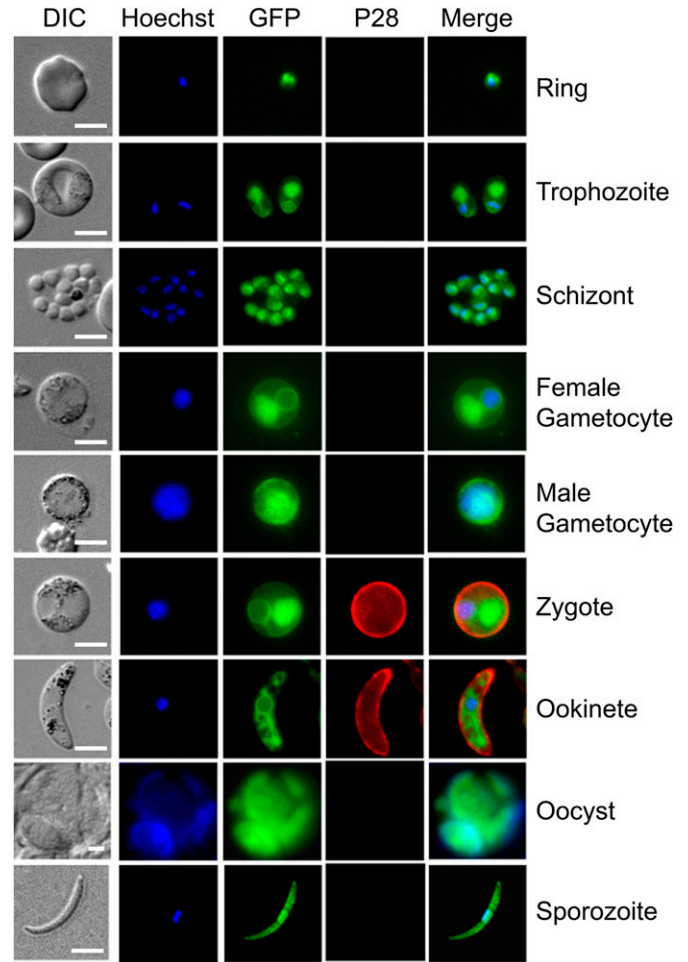 DIC Hoechst GFP P28 Merge
Ring
Trophozoite
Schizont
Female
Gametocyte
Male
Gametocyte
Zygote
Ookinete
Oocyst
Sporozoite